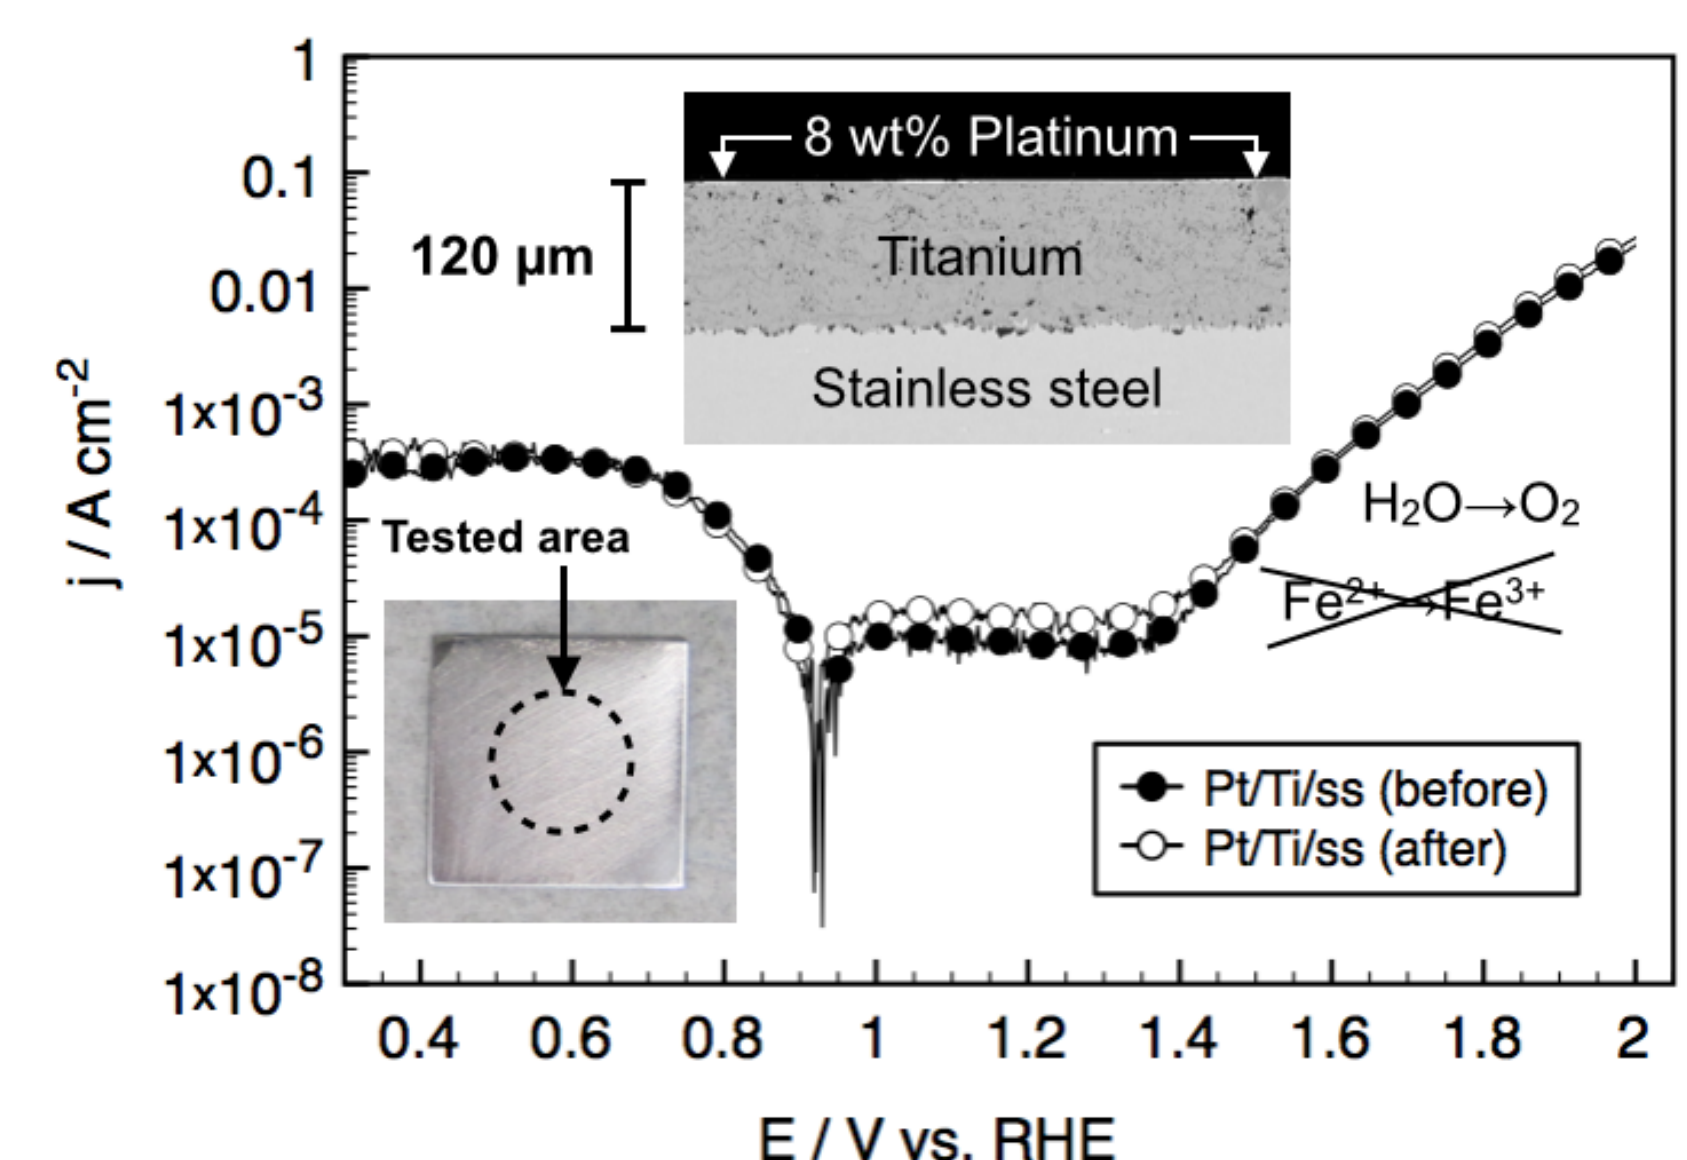 1
0.1
0.01
1x10⁻³
1x10⁻⁴
1x10⁻⁵
1x10⁻⁶
1x10⁻⁷
1x10⁻⁸
j / A cm⁻²
8 wt% Platinum
120 µm
Titanium
Stainless steel
Tested area
H₂O→O₂
Fe²⁺→Fe³⁺
Pt/Ti/ss (before)
Pt/Ti/ss (after)
0.4 0.6 0.8 1 1.2 1.4 1.6 1.8 2
E / V vs. RHE